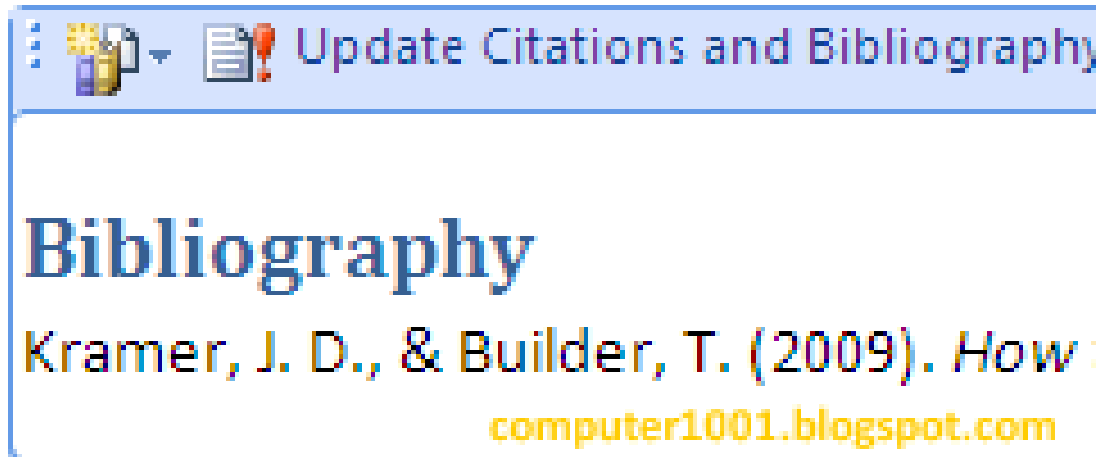 Update Citations and Bibliography
Bibliography
Kramer, J. D., & Builder, T. (2009). How
computer1001.blogspot.com